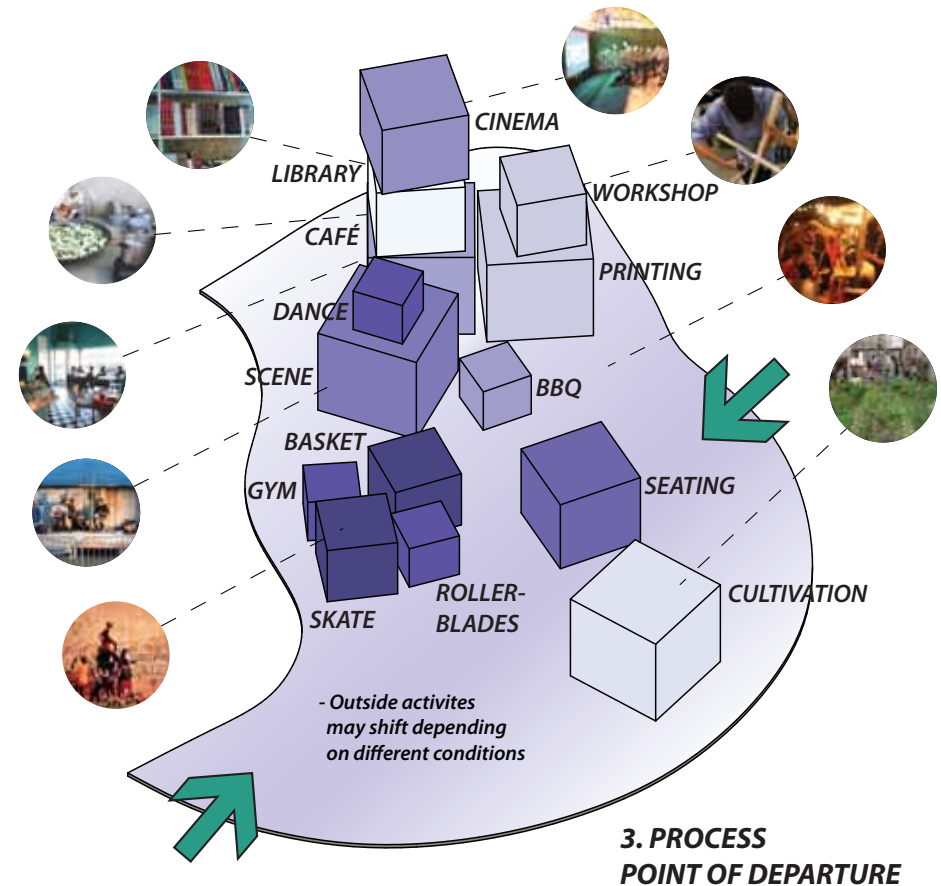 CINEMA
LIBRARY
WORKSHOP
CAFÉ
PRINTING
DANCE
SCENE
BBQ
BASKET
GYM
SEATING
SKATE
ROLLER-
BLADES
CULTIVATION
- Outside activites
may shift depending
on different conditions
3. PROCESS
POINT OF DEPARTURE